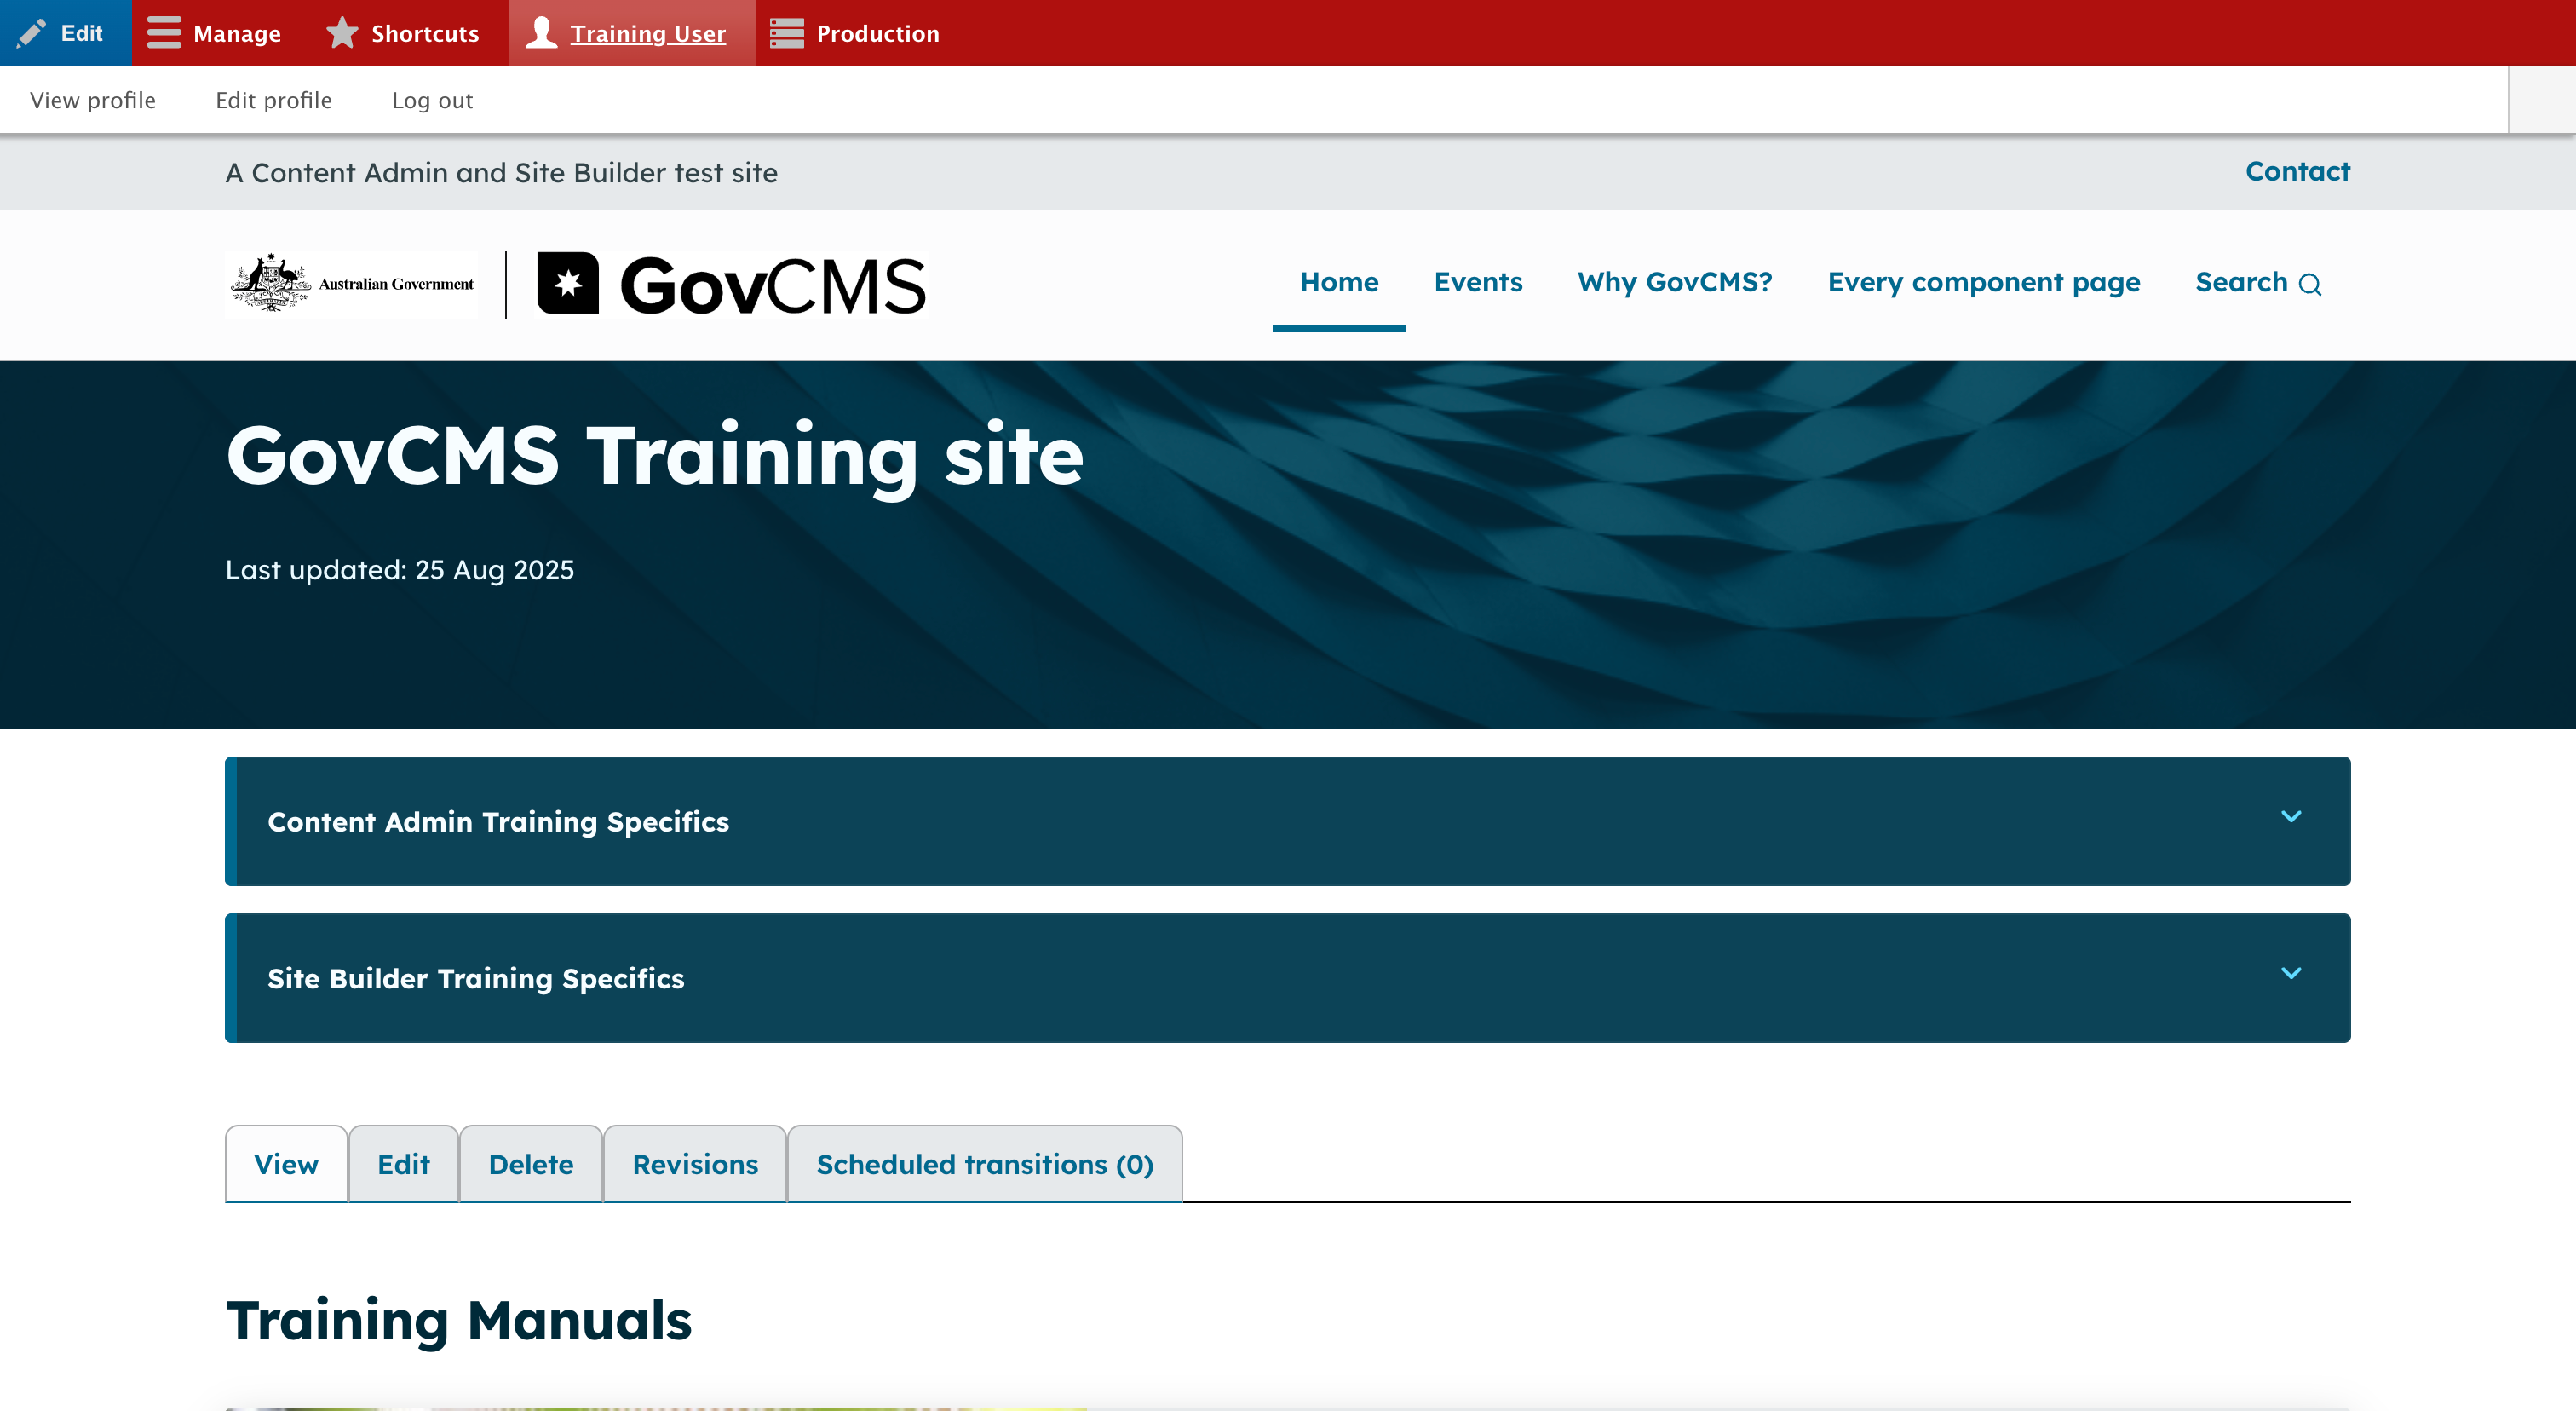 Edit Manage Shortcuts Training User Production
View profile Edit profile Log out
A Content Admin and Site Builder test site Contact
Australian Government GovCMS Home Events Why GovCMS? Every component page Search
GovCMS Training site
Last updated: 25 Aug 2025
Content Admin Training Specifics
Site Builder Training Specifics
View Edit Delete Revisions Scheduled transitions (0)
Training Manuals